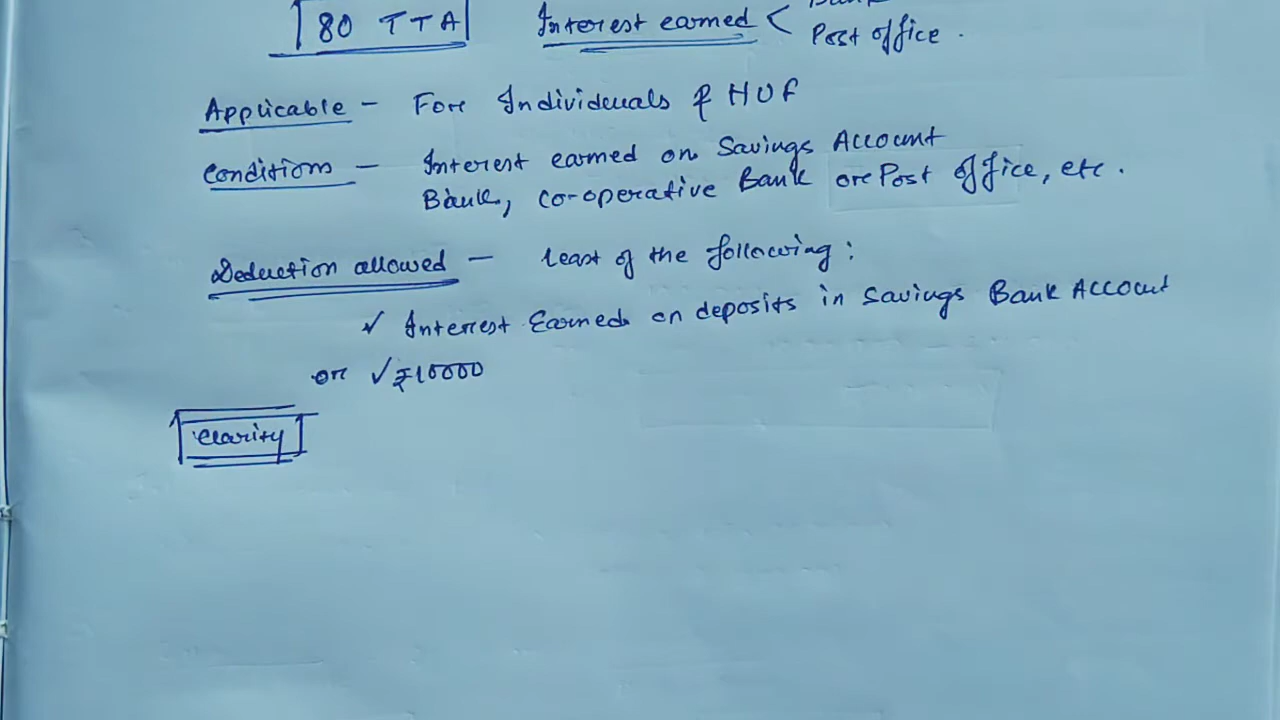 80 TTA Interest earned <
Post office.
Applicable - For Individuals & HUF
Conditions - Interest earned on Savings Account
Bank, co-operative Bank or Post office, etc.
Deduction allowed - least of the following:
✓ Interest Earned on deposits in Savings Bank Account
or ✓ ₹10000
Clarity